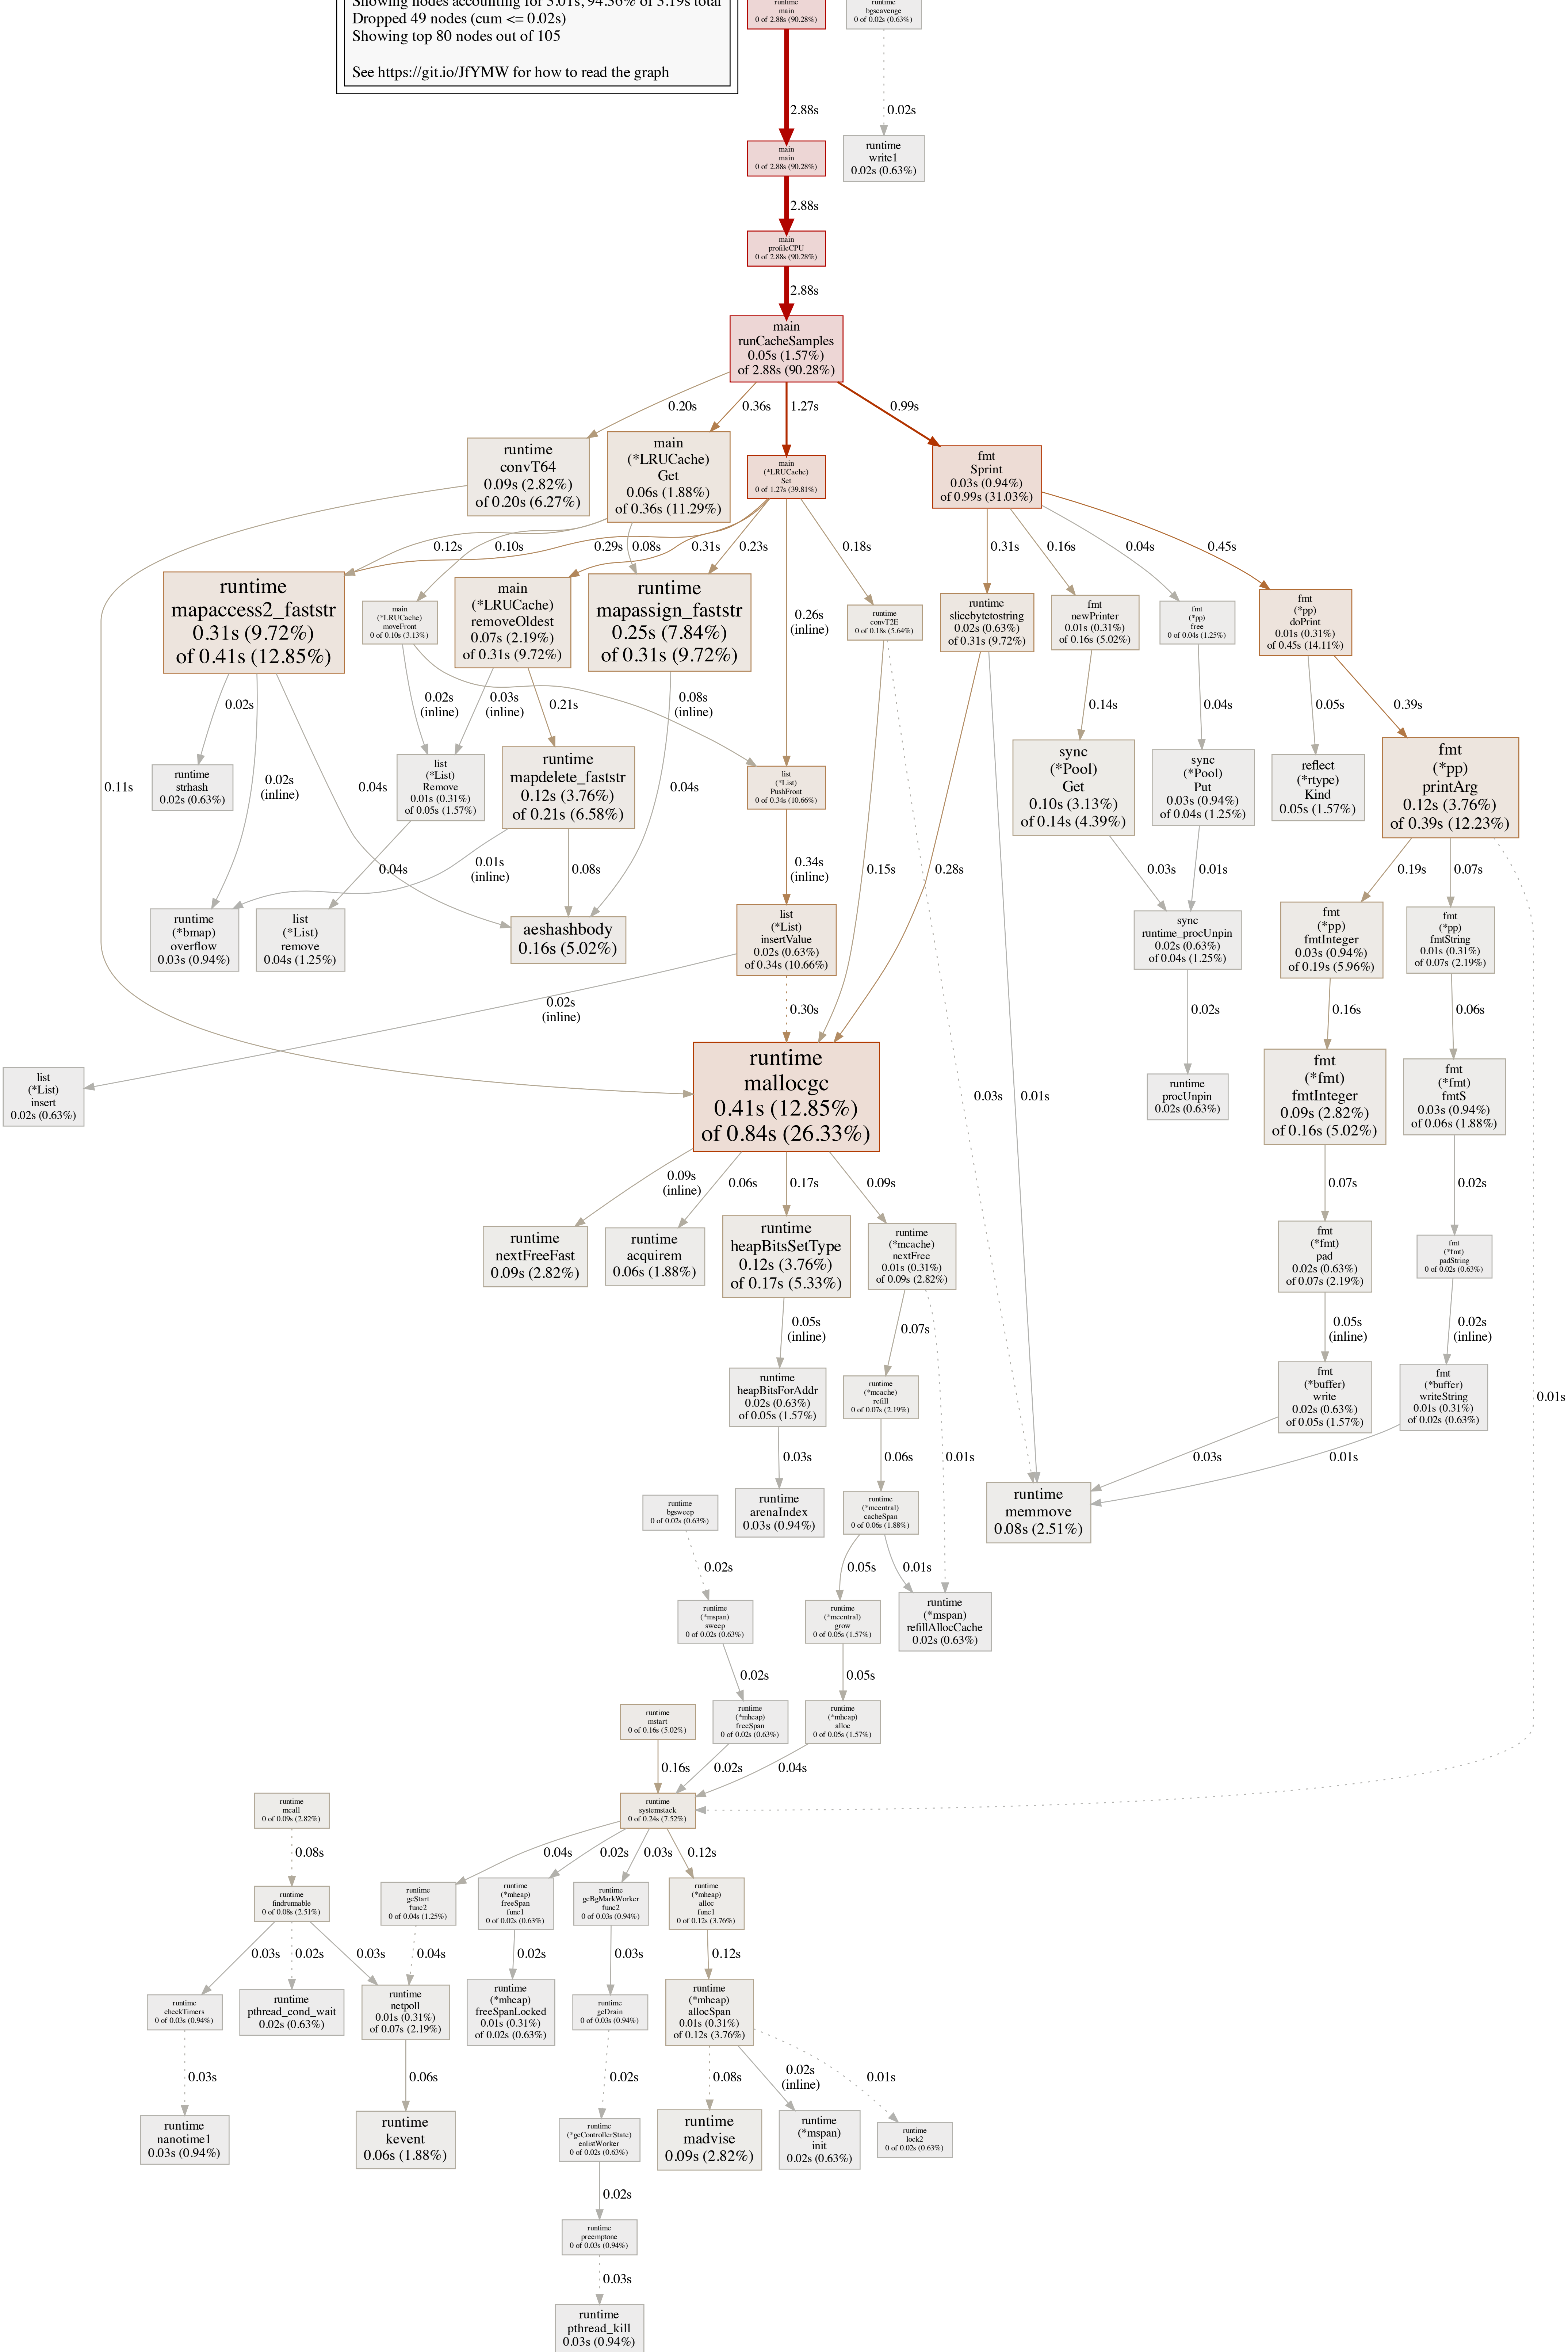 Showing nodes accounting for 3.01s, 94.36% of 3.19s total
Dropped 49 nodes (cum <= 0.02s)
Showing top 80 nodes out of 105
See https://git.io/JfYMW for how to read the graph
runtime
main
0 of 2.88s (90.28%)
runtime
bgscavenge
0 of 0.02s (0.63%)
2.88s
0.02s
main
main
0 of 2.88s (90.28%)
runtime
write1
0.02s (0.63%)
2.88s
main
profileCPU
0 of 2.88s (90.28%)
2.88s
main
runCacheSamples
0.05s (1.57%)
of 2.88s (90.28%)
0.20s
0.36s
1.27s
0.99s
runtime
convT64
0.09s (2.82%)
of 0.20s (6.27%)
main
(*LRUCache)
Get
0.06s (1.88%)
of 0.36s (11.29%)
main
(*LRUCache)
Set
0 of 1.27s (39.81%)
fmt
Sprint
0.03s (0.94%)
of 0.99s (31.03%)
0.12s
0.10s
0.29s
0.08s
0.31s
0.23s
0.26s
(inline)
0.18s
0.31s
0.16s
0.04s
0.45s
runtime
mapaccess2_faststr
0.31s (9.72%)
of 0.41s (12.85%)
main
(*LRUCache)
moveFront
0 of 0.10s (3.13%)
main
(*LRUCache)
removeOldest
0.07s (2.19%)
of 0.31s (9.72%)
runtime
mapassign_faststr
0.25s (7.84%)
of 0.31s (9.72%)
runtime
convT2E
0 of 0.18s (5.64%)
runtime
slicebytetostring
0.02s (0.63%)
of 0.31s (9.72%)
fmt
newPrinter
0.01s (0.31%)
of 0.16s (5.02%)
fmt
(*pp)
free
0 of 0.04s (1.25%)
fmt
(*pp)
doPrint
0.01s (0.31%)
of 0.45s (14.11%)
0.02s
0.02s
(inline)
0.04s
0.02s
(inline)
0.03s
(inline)
0.21s
0.08s
(inline)
0.04s
0.14s
0.04s
0.05s
0.39s
0.11s
runtime
strhash
0.02s (0.63%)
list
(*List)
Remove
0.01s (0.31%)
of 0.05s (1.57%)
runtime
mapdelete_faststr
0.12s (3.76%)
of 0.21s (6.58%)
list
(*List)
PushFront
0 of 0.34s (10.66%)
sync
(*Pool)
Get
0.10s (3.13%)
of 0.14s (4.39%)
sync
(*Pool)
Put
0.03s (0.94%)
of 0.04s (1.25%)
reflect
(*rtype)
Kind
0.05s (1.57%)
fmt
(*pp)
printArg
0.12s (3.76%)
of 0.39s (12.23%)
0.04s
0.01s
(inline)
0.08s
0.34s
(inline)
0.15s
0.28s
0.03s
0.01s
0.19s
0.07s
runtime
(*bmap)
overflow
0.03s (0.94%)
list
(*List)
remove
0.04s (1.25%)
aeshashbody
0.16s (5.02%)
list
(*List)
insertValue
0.02s (0.63%)
of 0.34s (10.66%)
sync
runtime_procUnpin
0.02s (0.63%)
of 0.04s (1.25%)
fmt
(*pp)
fmtInteger
0.03s (0.94%)
of 0.19s (5.96%)
fmt
(*pp)
fmtString
0.01s (0.31%)
of 0.07s (2.19%)
0.02s
(inline)
0.30s
0.02s
0.16s
0.06s
list
(*List)
insert
0.02s (0.63%)
runtime
mallocgc
0.41s (12.85%)
of 0.84s (26.33%)
0.03s
0.01s
runtime
procUnpin
0.02s (0.63%)
fmt
(*fmt)
fmtInteger
0.09s (2.82%)
of 0.16s (5.02%)
fmt
(*fmt)
fmtS
0.03s (0.94%)
of 0.06s (1.88%)
0.09s
(inline)
0.06s
0.17s
0.09s
0.07s
0.02s
runtime
nextFreeFast
0.09s (2.82%)
runtime
acquirem
0.06s (1.88%)
runtime
heapBitsSetType
0.12s (3.76%)
of 0.17s (5.33%)
runtime
(*mcache)
nextFree
0.01s (0.31%)
of 0.09s (2.82%)
fmt
(*fmt)
pad
0.02s (0.63%)
of 0.07s (2.19%)
fmt
(*fmt)
padString
0 of 0.02s (0.63%)
0.05s
(inline)
0.07s
0.05s
(inline)
0.02s
(inline)
runtime
heapBitsForAddr
0.02s (0.63%)
of 0.05s (1.57%)
runtime
(*mcache)
refill
0 of 0.07s (2.19%)
fmt
(*buffer)
write
0.02s (0.63%)
of 0.05s (1.57%)
fmt
(*buffer)
writeString
0.01s (0.31%)
of 0.02s (0.63%)
0.01s
0.03s
0.06s
0.01s
0.03s
0.01s
runtime
bgsweep
0 of 0.02s (0.63%)
runtime
arenaIndex
0.03s (0.94%)
runtime
(*mcentral)
cacheSpan
0 of 0.06s (1.88%)
runtime
memmove
0.08s (2.51%)
0.02s
0.05s
0.01s
runtime
(*mspan)
sweep
0 of 0.02s (0.63%)
runtime
(*mcentral)
grow
0 of 0.05s (1.57%)
runtime
(*mspan)
refillAllocCache
0.02s (0.63%)
0.02s
0.05s
runtime
mstart
0 of 0.16s (5.02%)
runtime
(*mheap)
freeSpan
0 of 0.02s (0.63%)
runtime
(*mheap)
alloc
0 of 0.05s (1.57%)
0.16s
0.02s
0.04s
runtime
mcall
0 of 0.09s (2.82%)
runtime
systemstack
0 of 0.24s (7.52%)
0.08s
0.04s
0.02s
0.03s
0.12s
runtime
findrunnable
0 of 0.08s (2.51%)
runtime
gcStart
func2
0 of 0.04s (1.25%)
runtime
(*mheap)
freeSpan
func1
0 of 0.02s (0.63%)
runtime
gcBgMarkWorker
func2
0 of 0.03s (0.94%)
runtime
(*mheap)
alloc
func1
0 of 0.12s (3.76%)
0.03s
0.02s
0.03s
0.04s
0.02s
0.03s
0.12s
runtime
checkTimers
0 of 0.03s (0.94%)
runtime
pthread_cond_wait
0.02s (0.63%)
runtime
netpoll
0.01s (0.31%)
of 0.07s (2.19%)
runtime
(*mheap)
freeSpanLocked
0.01s (0.31%)
of 0.02s (0.63%)
runtime
gcDrain
0 of 0.03s (0.94%)
runtime
(*mheap)
allocSpan
0.01s (0.31%)
of 0.12s (3.76%)
0.03s
0.06s
0.02s
0.08s
0.02s
(inline)
0.01s
runtime
nanotime1
0.03s (0.94%)
runtime
kevent
0.06s (1.88%)
runtime
(*gcControllerState)
enlistWorker
0 of 0.02s (0.63%)
runtime
madvise
0.09s (2.82%)
runtime
(*mspan)
init
0.02s (0.63%)
runtime
lock2
0 of 0.02s (0.63%)
0.02s
runtime
preemptone
0 of 0.03s (0.94%)
0.03s
runtime
pthread_kill
0.03s (0.94%)